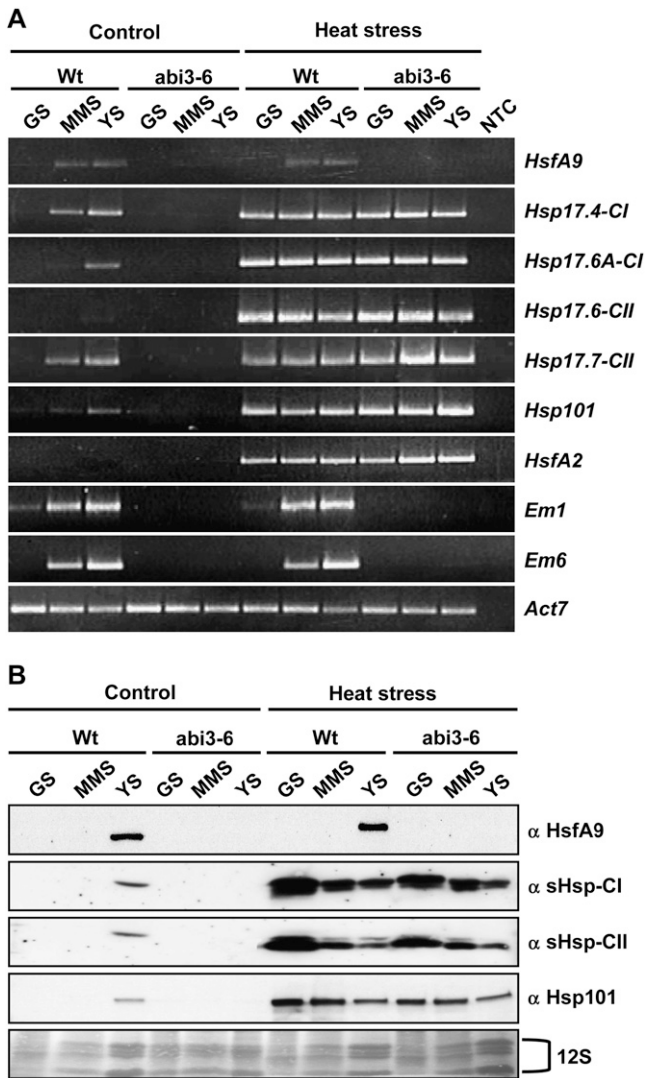 A
Control Heat stress
Wt abi3-6 Wt abi3-6
GS MMS YS GS MMS YS GS MMS YS GS MMS YS NTC
HsfA9
Hsp17.4-CI
Hsp17.6A-CI
Hsp17.6-CII
Hsp17.7-CII
Hsp101
HsfA2
Em1
Em6
Act7
B
Control Heat stress
Wt abi3-6 Wt abi3-6
GS MMS YS GS MMS YS GS MMS YS GS MMS YS
α HsfA9
α sHsp-CI
α sHsp-CII
α Hsp101
12S